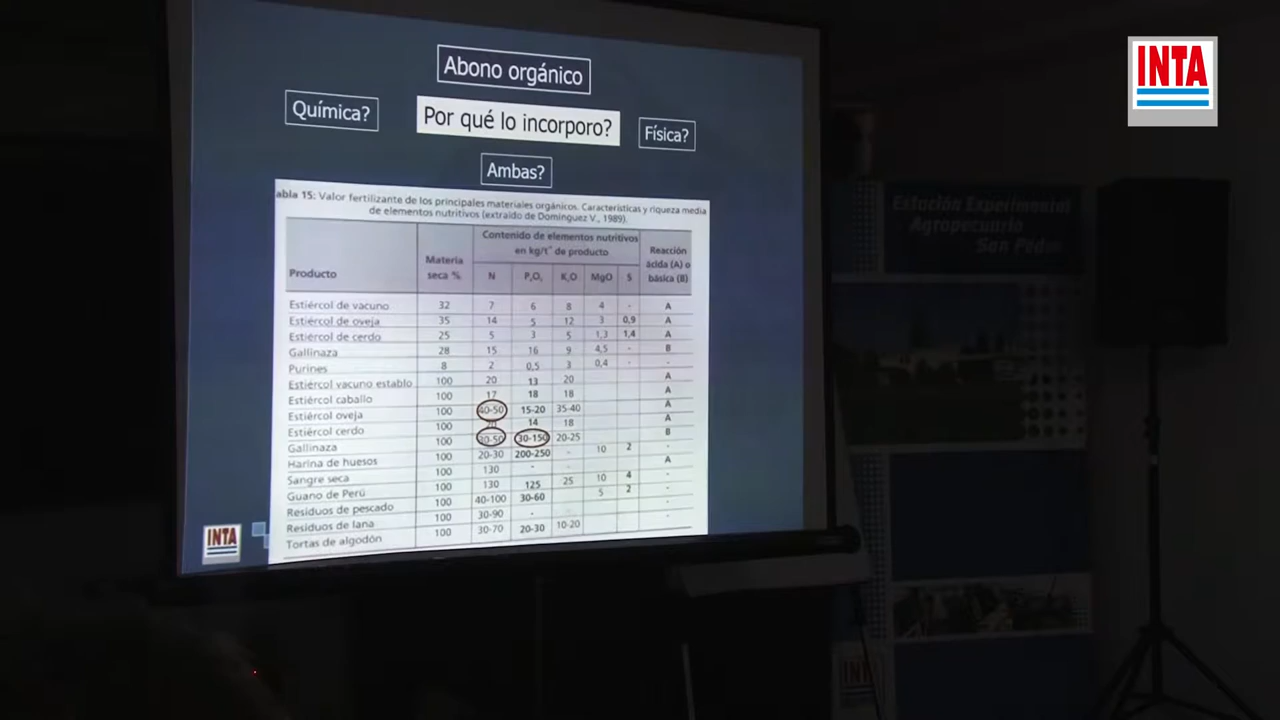 INTA
Abono orgánico
Química?
Por qué lo incorporo?
Física?
Ambas?
abla 15: Valor fertilizante de los principales materiales orgánicos. Características y riqueza media
de elementos nutritivos (extraído de Domínguez V., 1989).
Producto
Materia
seca %
Contenido de elementos nutritivos
en kg/t de producto
N P₂O₅ K₂O MgO S
Reacción
ácida (A) o
básica (B)
Estiércol de vacuno 32 7 6 8 4 - A
Estiércol de oveja 35 14 5 12 3 0,9 A
Estiércol de cerdo 25 5 3 5 1,3 1,4 A
Gallinaza 28 15 16 9 4,5 - B
Purines 8 2 0,5 3 0,4 - -
Estiércol vacuno establo 100 20 13 20 A
Estiércol caballo 100 17 18 18 A
Estiércol oveja 100 40-50 15-20 35-40 A
Estiércol cerdo 100 14 18 A
Gallinaza 100 30-150 20-25 B
Harina de huesos 100 20-30 200-250 - 10 2 -
Sangre seca 100 130 - - A
Guano de Perú 100 130 125 25 10 4 -
Residuos de pescado 100 40-100 30-60 5 2 -
Residuos de lana 100 30-90 - -
Tortas de algodón 100 30-70 20-30 10-20 -
INTA
Estación Experimental
Agropecuaria
San Pedro
INTA